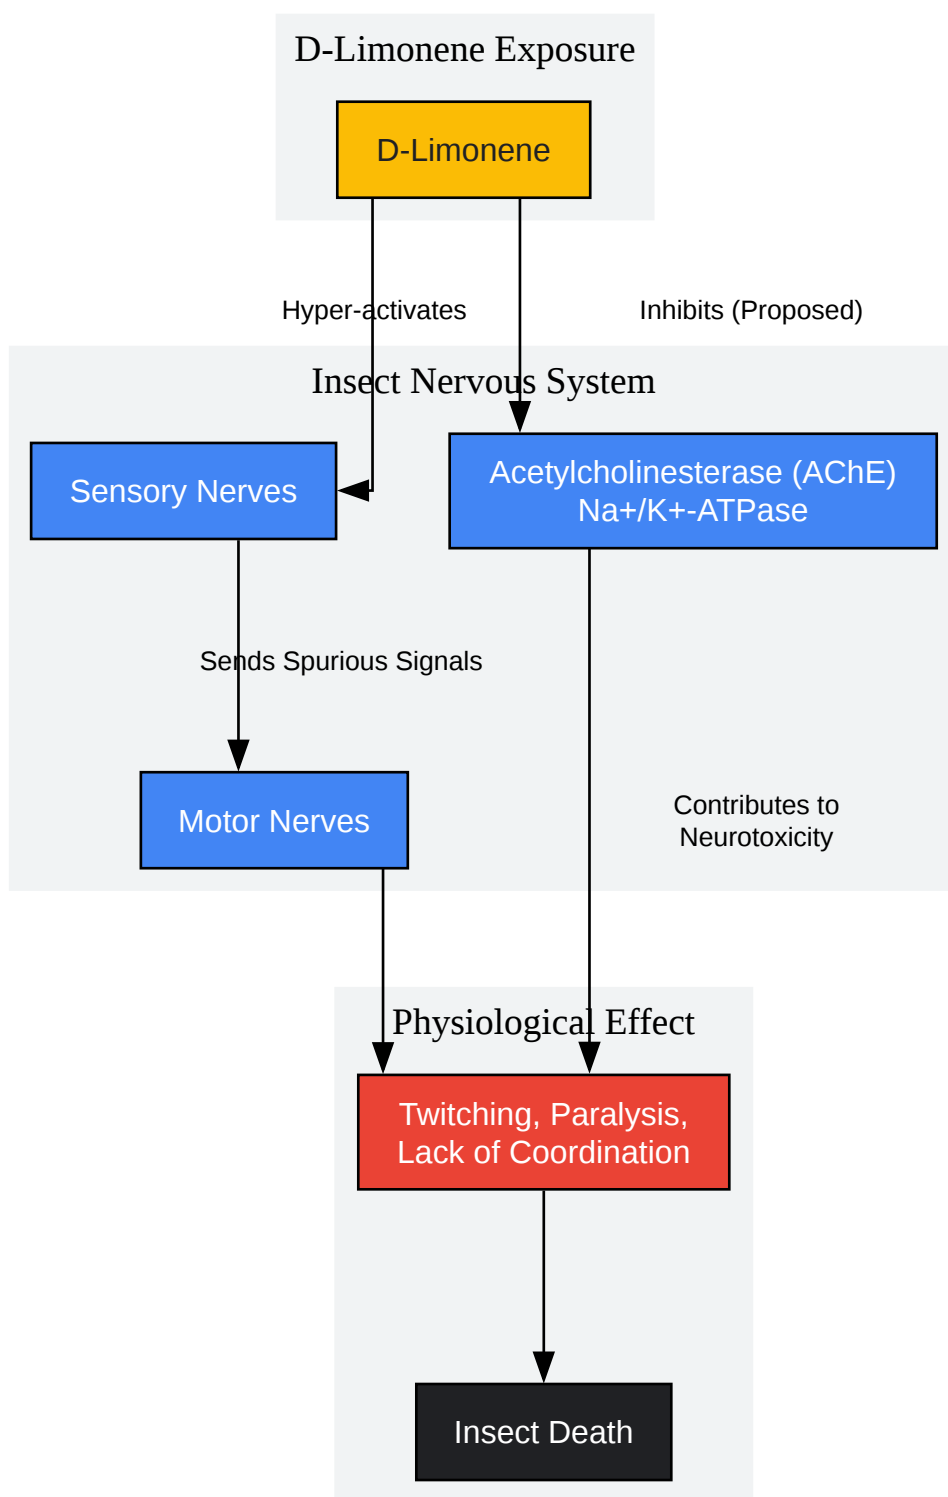 D-Limonene Exposure
D-Limonene
Hyper-activates
Inhibits (Proposed)
Insect Nervous System
Sensory Nerves
Acetylcholinesterase (AChE)
Na+/K+-ATPase
Sends Spurious Signals
Motor Nerves
Contributes to
Neurotoxicity
Physiological Effect
Twitching, Paralysis,
Lack of Coordination
Insect Death